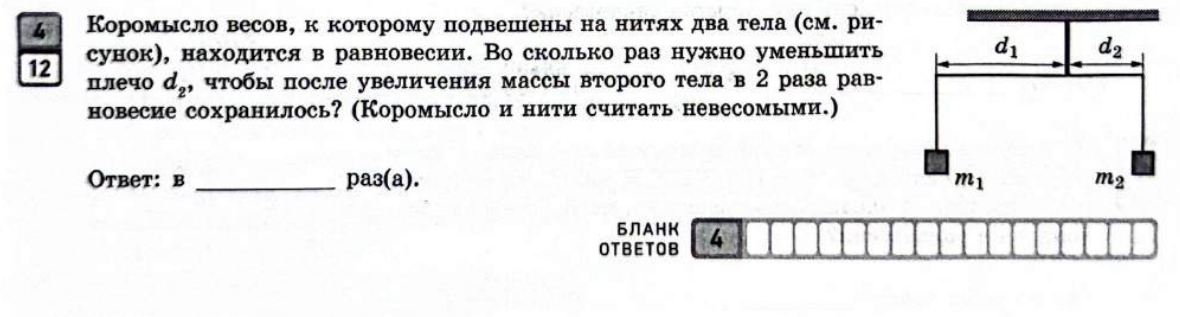 4
12
Коромысло весов, к которому подвешены на нитях два тела (см. ри-
сунок), находится в равновесии. Во сколько раз нужно уменьшить
плечо d₂, чтобы после увеличения массы второго тела в 2 раза рав-
новесие сохранилось? (Коромысло и нити считать невесомыми.)
Ответ: в __________ раз(а).
d₁ d₂
m₁ m₂
БЛАНК
ОТВЕТОВ
4